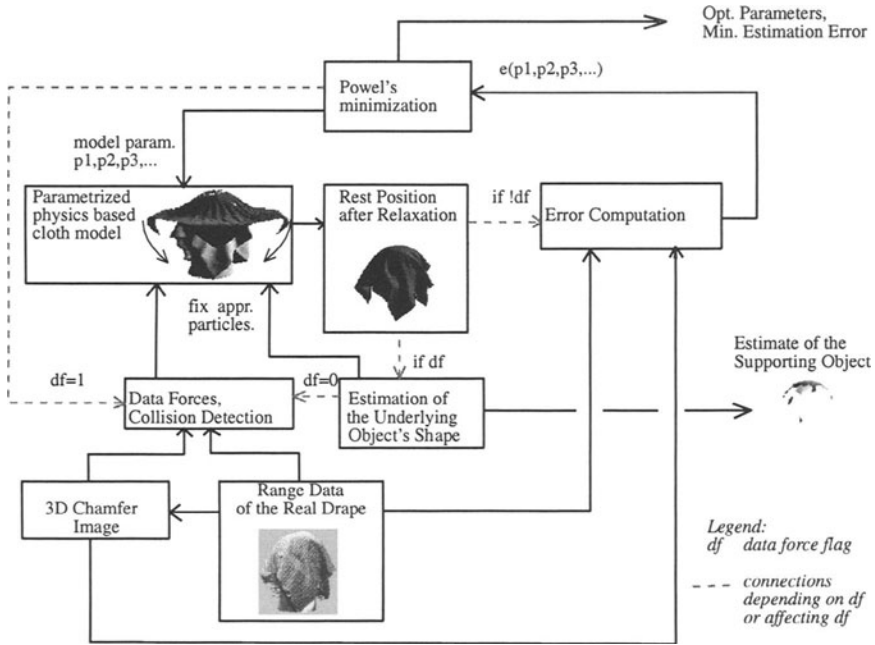 Opt. Parameters,
Min. Estimation Error
e(p1,p2,p3,...)
Powel's
minimization
model param.
p1,p2,p3,...
Parametrized
physics based
cloth model
Rest Position
after Relaxation
if !df
Error Computation
fix appr.
particles.
if df
Estimate of the
Supporting Object
df=1
df=0
Data Forces,
Collision Detection
Estimation of
the Underlying
Object's Shape
3D Chamfer
Image
Range Data
of the Real Drape
Legend:
df data force flag
connections
depending on df
or affecting df